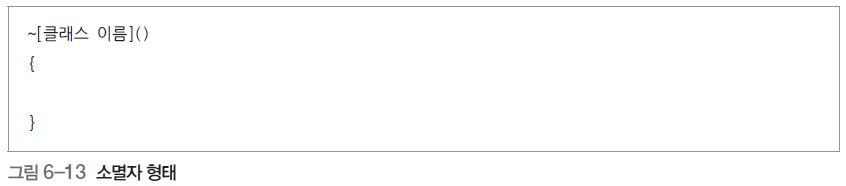 ~[클래스 이름]()
{
}
그림 6-13 소멸자 형태